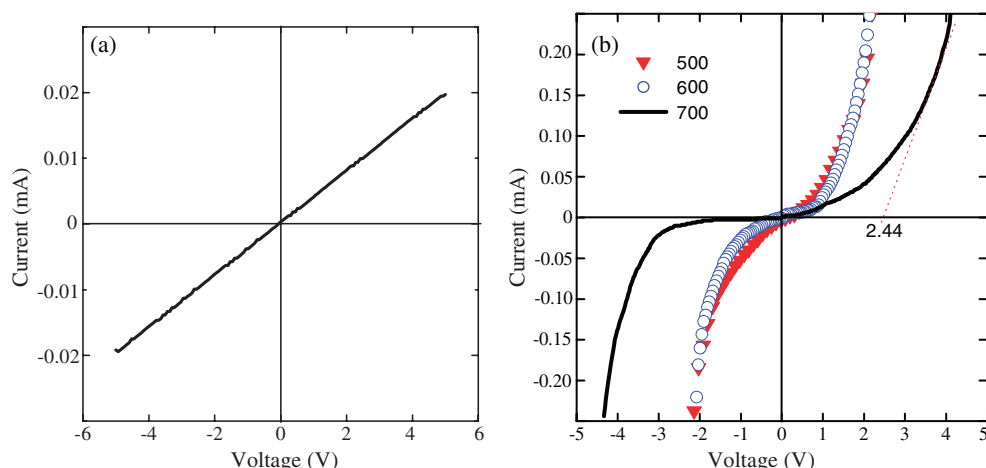 (a)
0.02
0.01
0
-0.01
-0.02
-6 -4 -2 0 2 4 6
Voltage (V)
Current (mA)
(b)
500
600
700
0.20
0.15
0.10
0.05
0
-0.05
-0.10
-0.15
-0.20
2.44
-5 -4 -3 -2 -1 0 1 2 3 4 5
Voltage (V)
Current (mA)